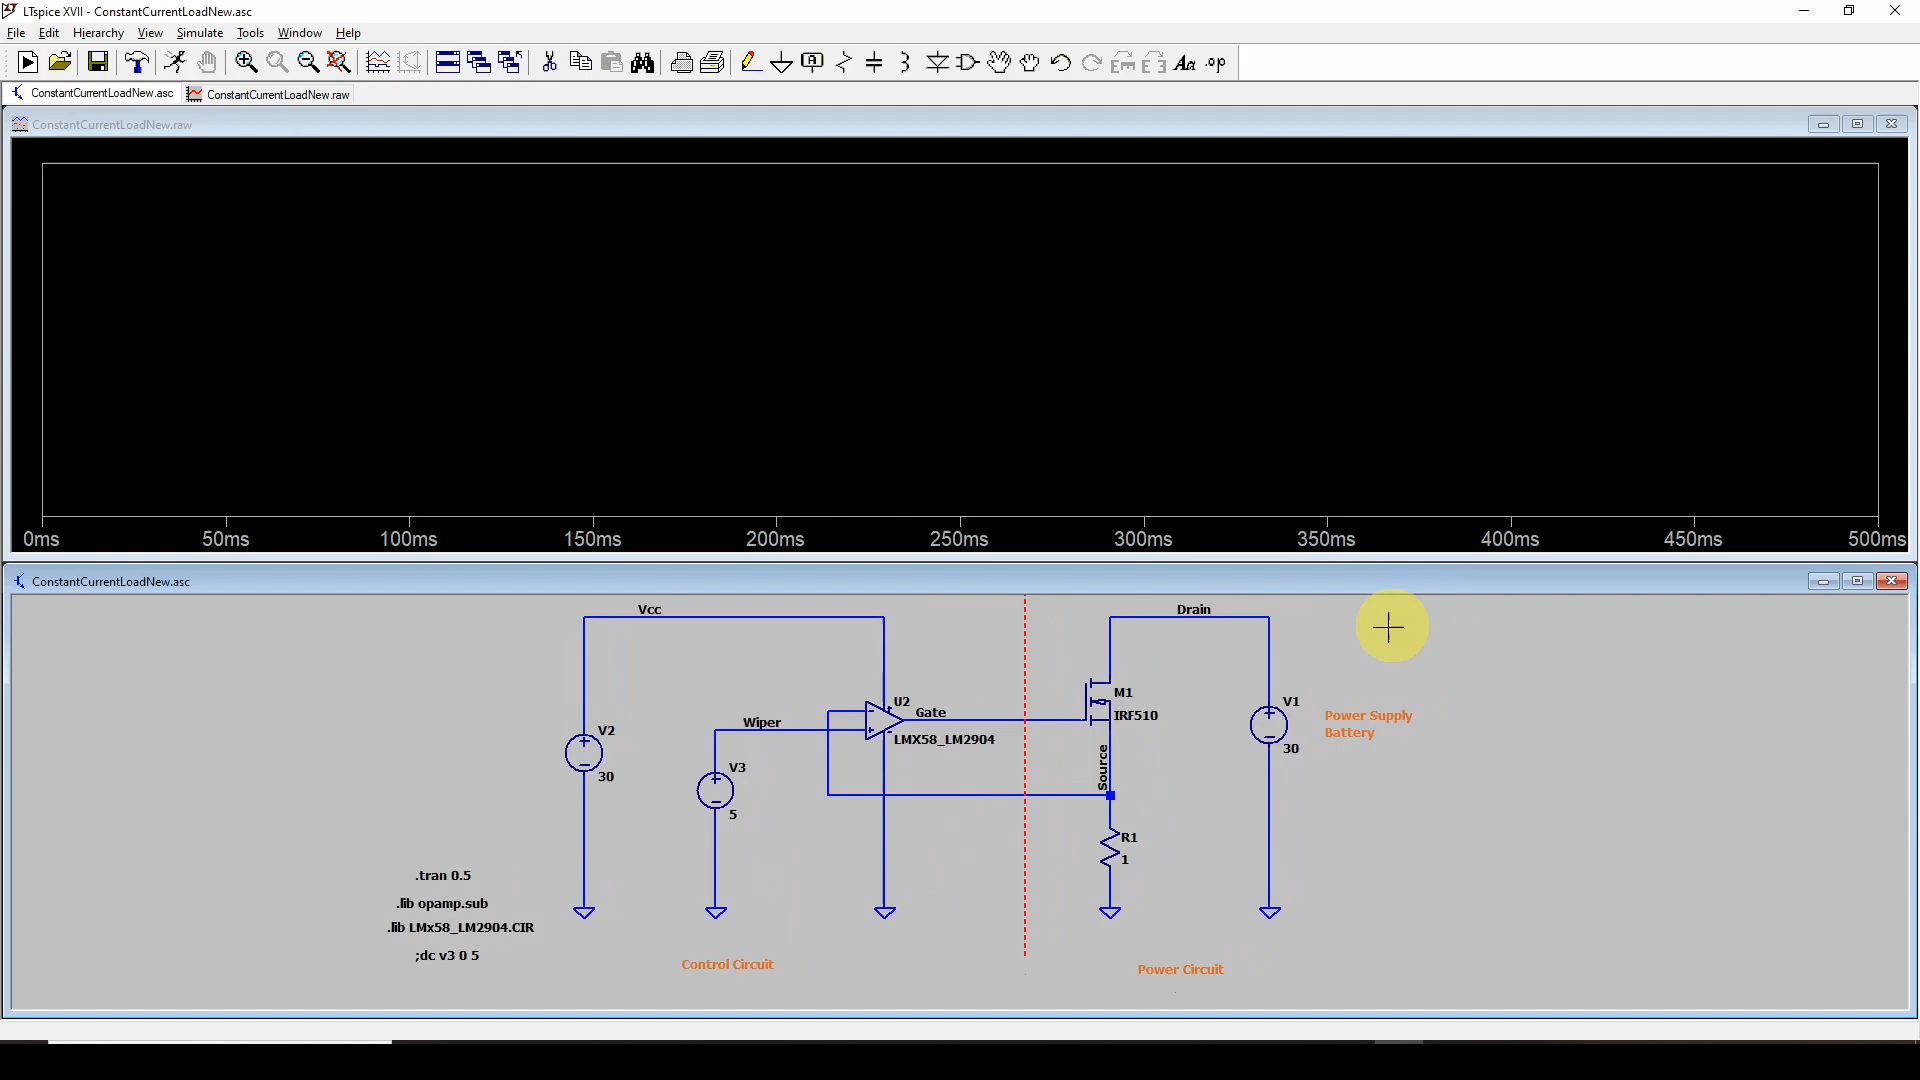 LTspice XVII - ConstantCurrentLoadNew.asc
File Edit Hierarchy View Simulate Tools Window Help
ConstantCurrentLoadNew.asc ConstantCurrentLoadNew.raw
ConstantCurrentLoadNew.raw
0ms 50ms 100ms 150ms 200ms 250ms 300ms 350ms 400ms 450ms 500ms
ConstantCurrentLoadNew.asc
Vcc
Drain
U2
Gate
LMX58_LM2904
Wiper
M1
IRF510
V1
30
Power Supply
Battery
V2
30
V3
5
Source
R1
1
.tran 0.5
.lib opamp.sub
.lib LMx58_LM2904.CIR
;dc v3 0 5
Control Circuit
Power Circuit